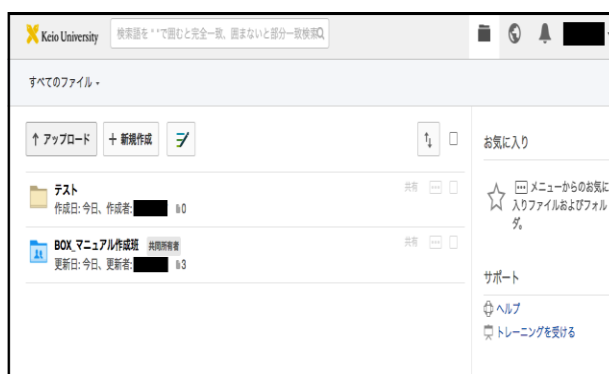 Keio University
検索語を " "で囲むと完全一致、囲まないと部分一致検索
すべてのファイル
アップロード
新規作成
お気に入り
テスト
共有
作成日: 今日、作成者:
0
メニューからのお気に
入りファイルおよびフォル
ダ。
BOX_マニュアル作成班 共同所有者
共有
更新日: 今日、更新者:
3
サポート
ヘルプ
トレーニングを受ける